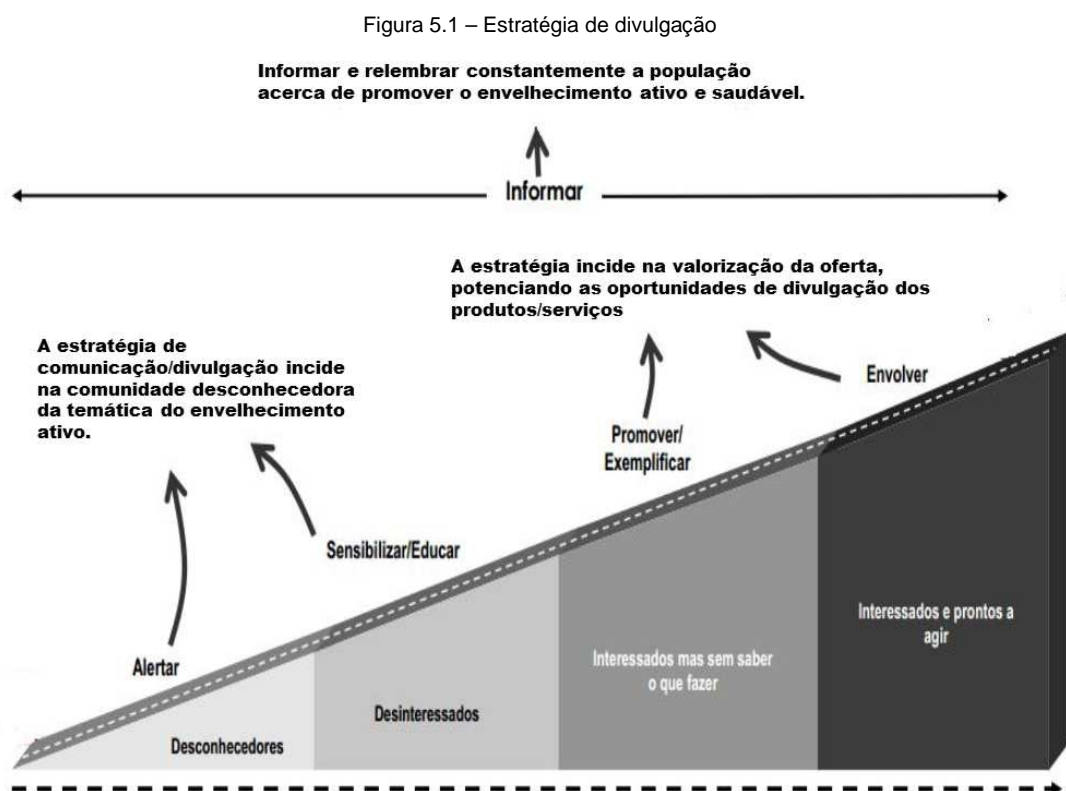 Figura 5.1 – Estratégia de divulgação
Informar e relembrar constantemente a população
acerca de promover o envelhecimento ativo e saudável.
Informar
A estratégia incide na valorização da oferta,
potenciando as oportunidades de divulgação dos
produtos/serviços
A estratégia de
comunicação/divulgação incide
na comunidade desconhecedora
da temática do envelhecimento
ativo.
Envolver
Promover/
Exemplificar
Sensibilizar/Educar
Alertar
Interessados e prontos a
agir
Interessados mas sem saber
o que fazer
Desinteressados
Desconhecedores